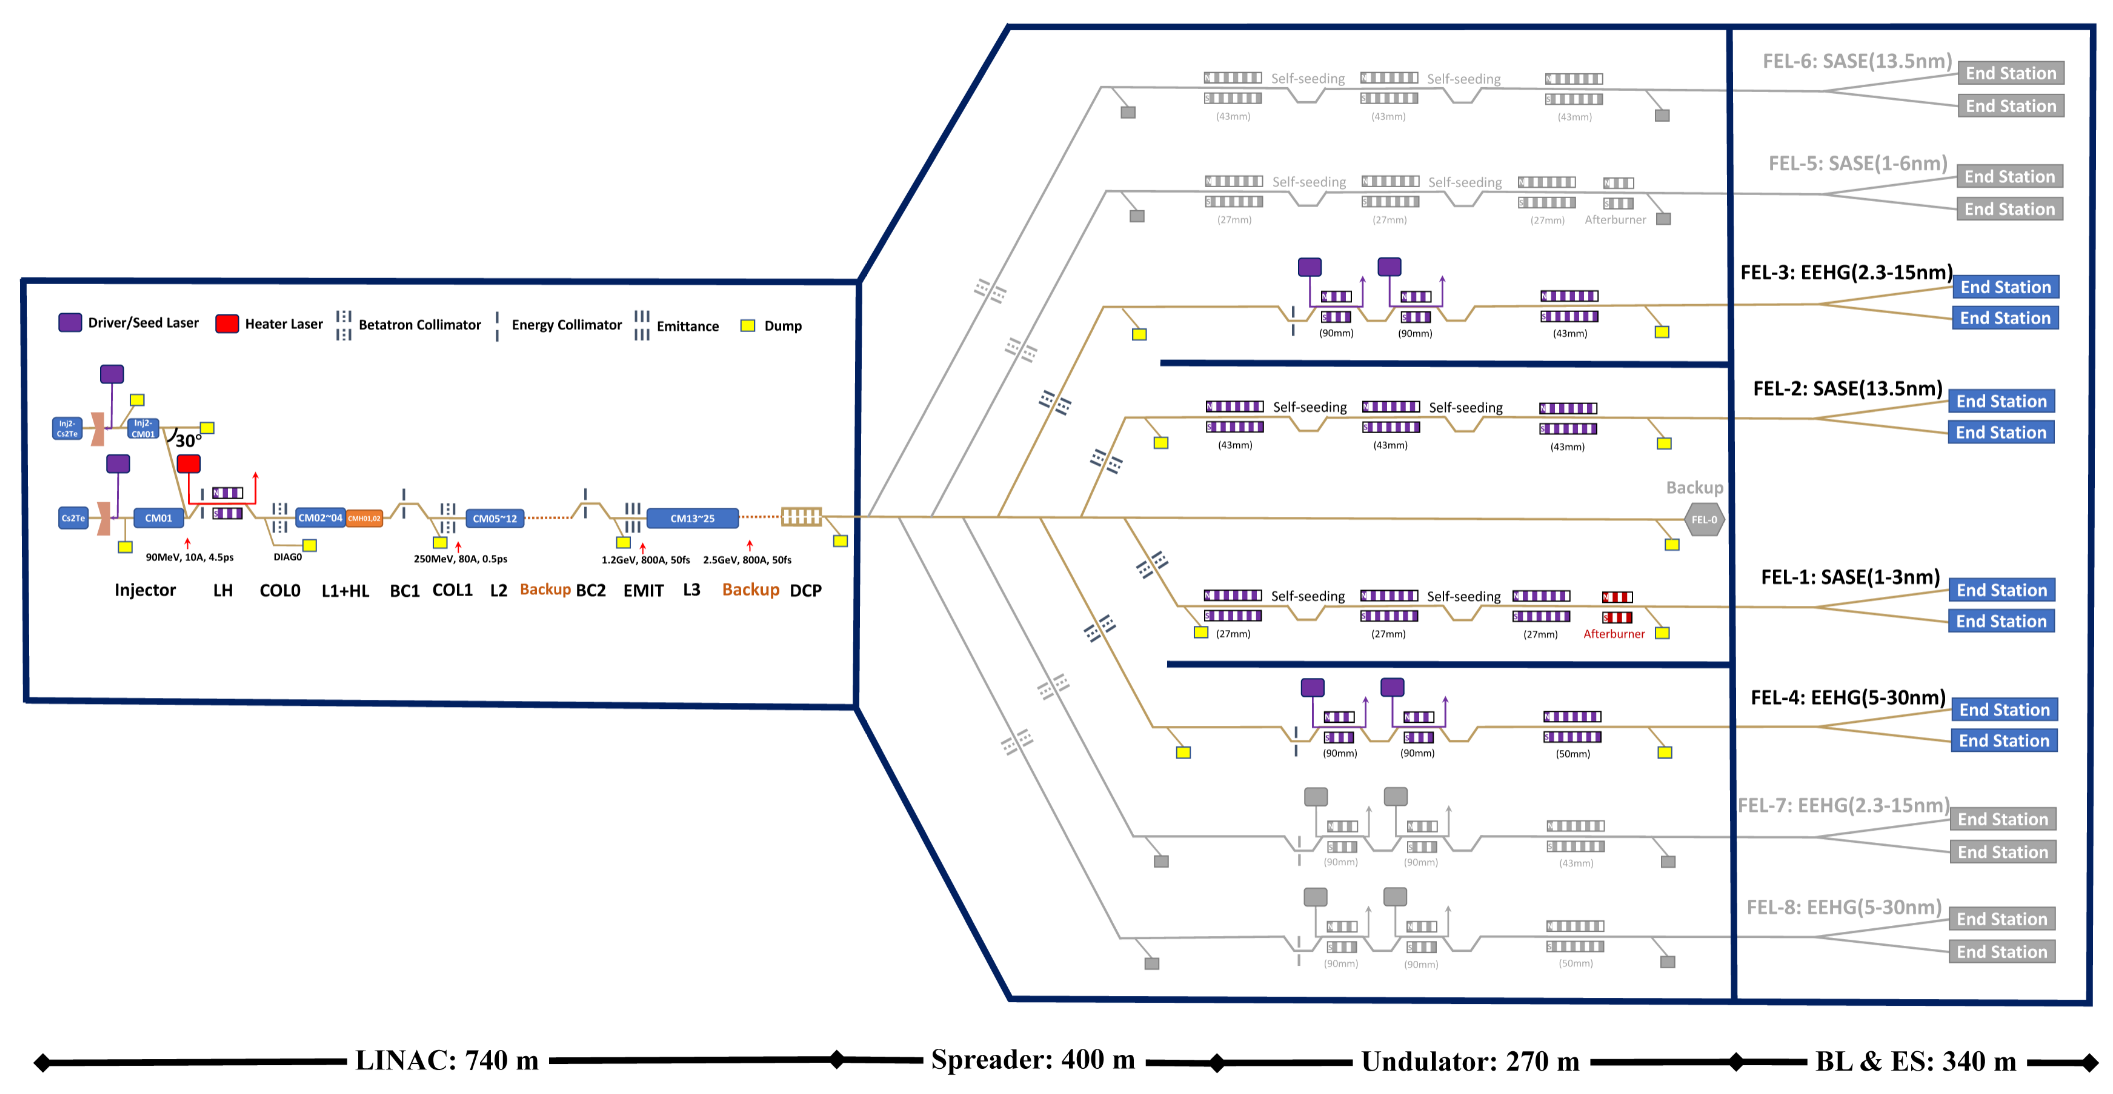 FEL-6: SASE(13.5nm)
End Station
End Station
Self-seeding
Self-seeding
(43mm)
(43mm)
(43mm)
FEL-5: SASE(1-6nm)
End Station
End Station
Self-seeding
Self-seeding
(27mm)
(27mm)
(27mm)
Afterburner
FEL-3: EEHG(2.3-15nm)
End Station
End Station
(90mm)
(90mm)
(43mm)
Driver/Seed Laser
Heater Laser
Betatron Collimator
Energy Collimator
Emittance
Dump
FEL-2: SASE(13.5nm)
End Station
End Station
Self-seeding
Self-seeding
(43mm)
(43mm)
(43mm)
Inj2-
Cs2Te
Inj2-
CM01
30°
Backup
FEL-0
Cs2Te
CM01
CM02~04
CMH01,02
CM05~12
CM13~25
90MeV, 10A, 4.5ps
DIAG0
250MeV, 80A, 0.5ps
1.2GeV, 800A, 50fs
2.5GeV, 800A, 50fs
Injector
LH
COL0
L1+HL
BC1
COL1
L2
Backup
BC2
EMIT
L3
Backup
DCP
FEL-1: SASE(1-3nm)
End Station
End Station
Self-seeding
Self-seeding
(27mm)
(27mm)
(27mm)
Afterburner
FEL-4: EEHG(5-30nm)
End Station
End Station
(90mm)
(90mm)
(50mm)
FEL-7: EEHG(2.3-15nm)
End Station
End Station
(90mm)
(90mm)
(43mm)
FEL-8: EEHG(5-30nm)
End Station
End Station
(90mm)
(90mm)
(50mm)
LINAC: 740 m
Spreader: 400 m
Undulator: 270 m
BL & ES: 340 m